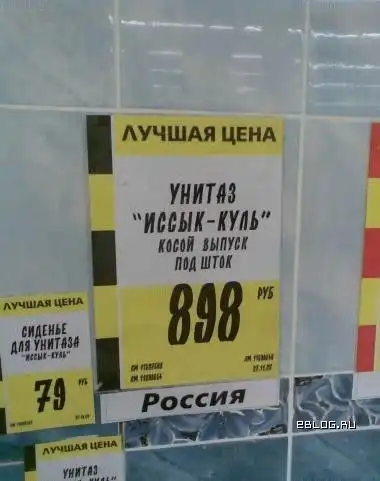 ЛУЧШАЯ ЦЕНА
УНИТАЗ
"ИССЫК-КУЛЬ"
КОСОЙ ВЫПУСК
ПОД ШТОК
898 РУБ
Россия
ЛУЧШАЯ ЦЕНА
СИДЕНЬЕ
ДЛЯ УНИТАЗА
"ИССЫК-КУЛЬ"
79 РУБ
ЛУЧШАЯ ЦЕНА
УНИТАЗ
EBLOG.RU